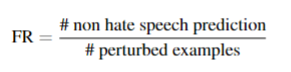 FR = # non hate speech prediction
# perturbed examples